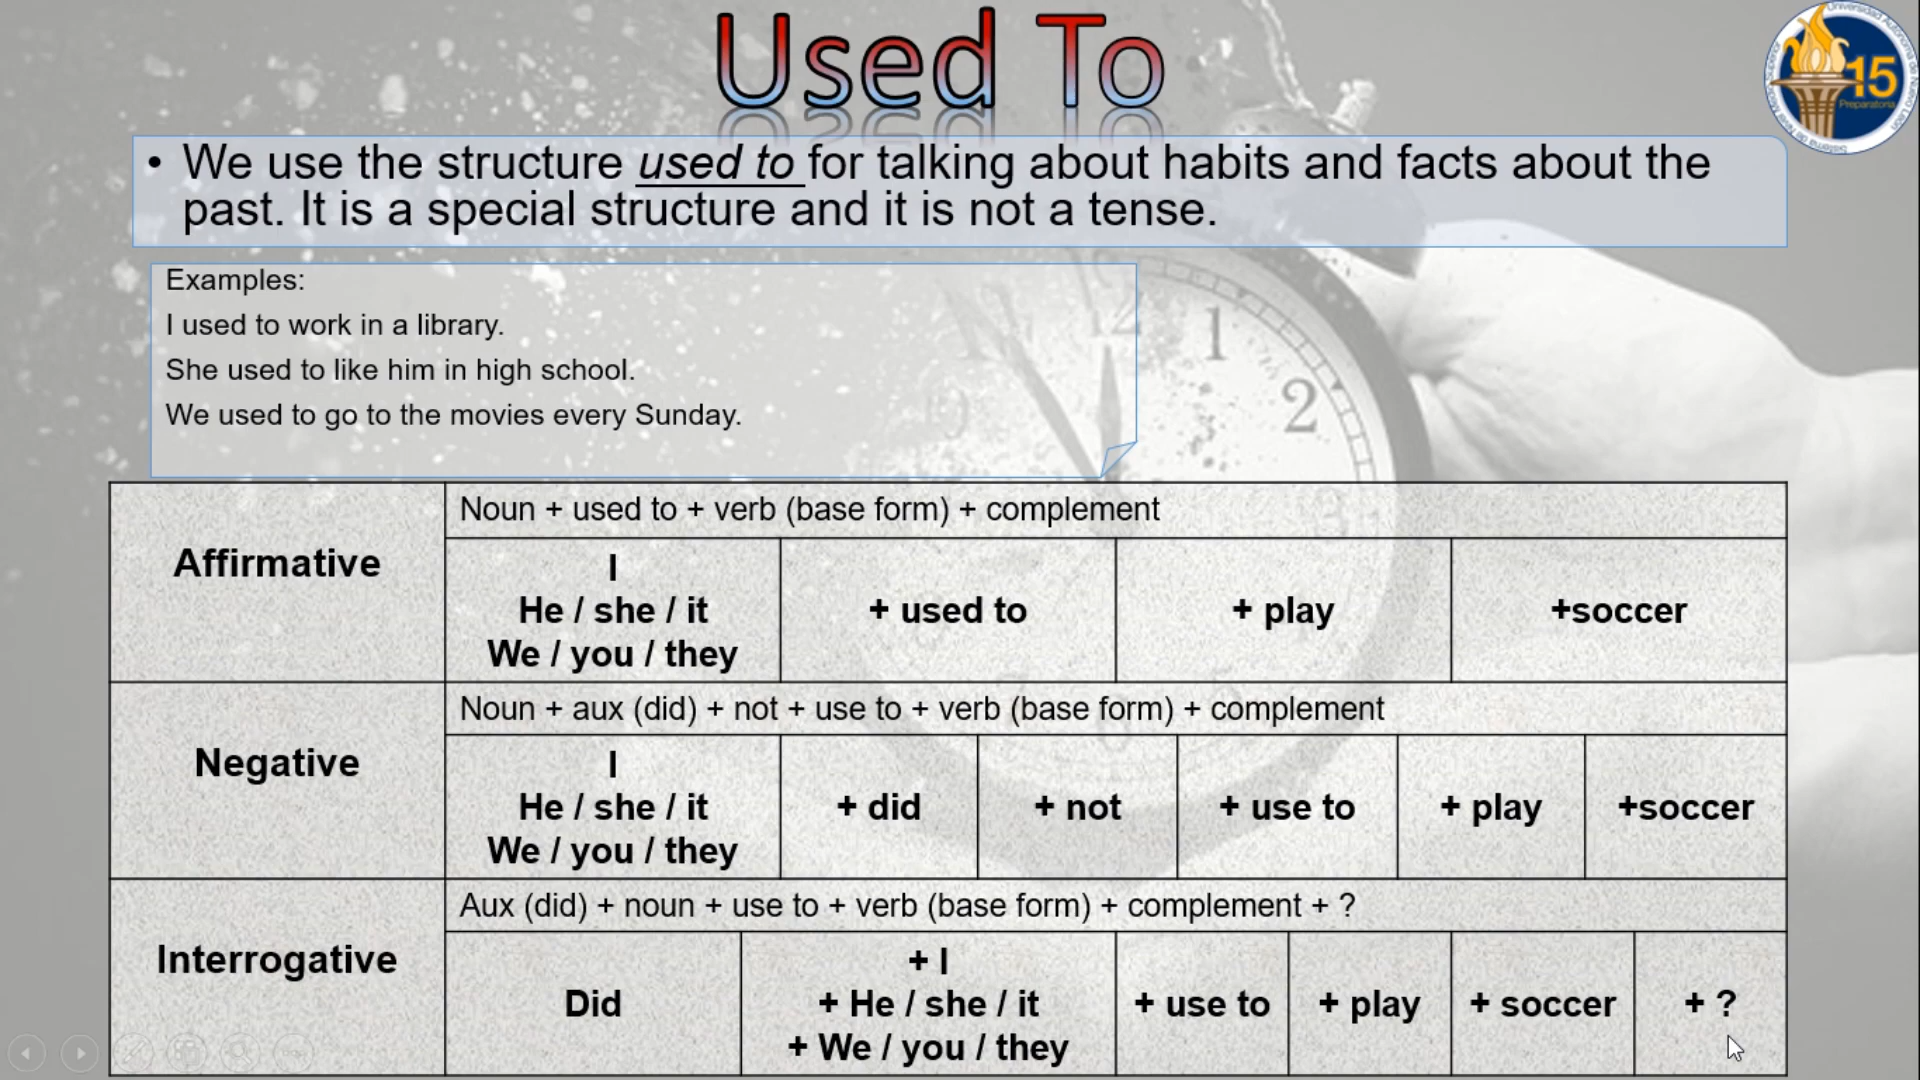 Used To
15
Preparatoria
• We use the structure used to for talking about habits and facts about the
past. It is a special structure and it is not a tense.
Examples:
I used to work in a library.
She used to like him in high school.
We used to go to the movies every Sunday.
12
1
2
Affirmative
Noun + used to + verb (base form) + complement
I
He / she / it
We / you / they
+ used to
+ play
+soccer
Negative
Noun + aux (did) + not + use to + verb (base form) + complement
I
He / she / it
We / you / they
+ did
+ not
+ use to
+ play
+soccer
Interrogative
Aux (did) + noun + use to + verb (base form) + complement + ?
Did
+ I
+ He / she / it
+ We / you / they
+ use to
+ play
+ soccer
+ ?